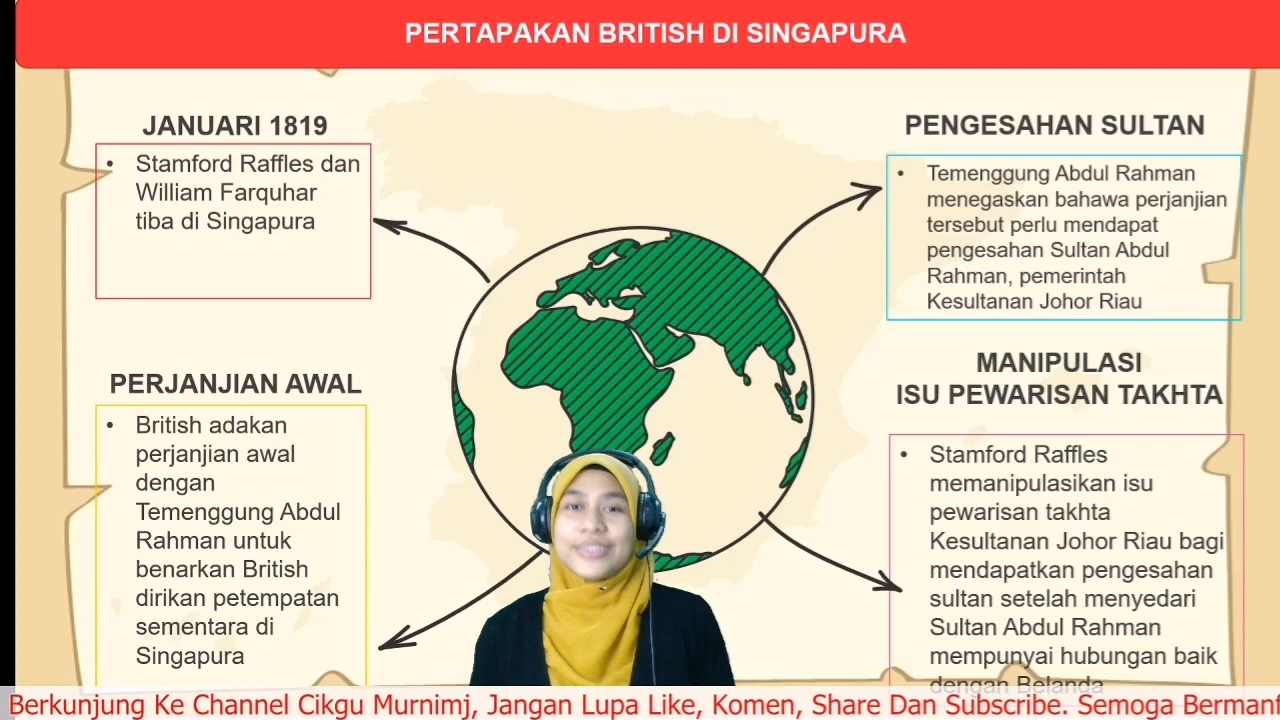 PERTAPAKAN BRITISH DI SINGAPURA
JANUARI 1819
• Stamford Raffles dan
William Farquhar
tiba di Singapura
PERJANJIAN AWAL
• British adakan
perjanjian awal
dengan
Temenggung Abdul
Rahman untuk
benarkan British
dirikan petempatan
sementara di
Singapura
PENGESAHAN SULTAN
• Temenggung Abdul Rahman
menegaskan bahawa perjanjian
tersebut perlu mendapat
pengesahan Sultan Abdul
Rahman, pemerintah
Kesultanan Johor Riau
MANIPULASI
ISU PEWARISAN TAKHTA
• Stamford Raffles
memanipulasikan isu
pewarisan takhta
Kesultanan Johor Riau bagi
mendapatkan pengesahan
sultan setelah menyedari
Sultan Abdul Rahman
mempunyai hubungan baik
dengan Belanda
Berkunjung Ke Channel Cikgu Murnimj, Jangan Lupa Like, Komen, Share Dan Subscribe. Semoga Bermanf